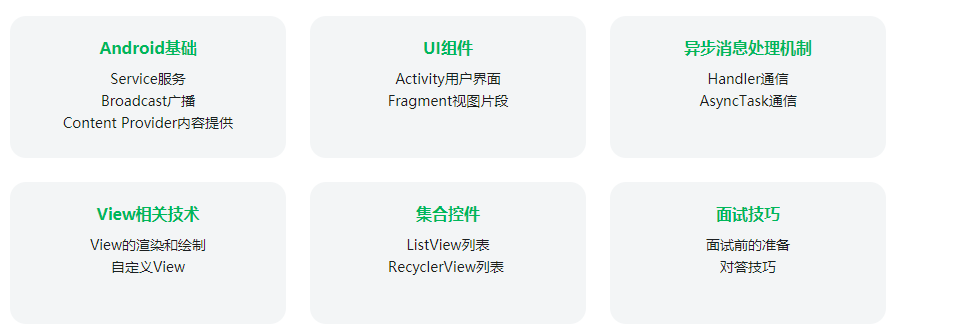 Android基础
Service服务
Broadcast广播
Content Provider内容提供
UI组件
Activity用户界面
Fragment视图片段
异步消息处理机制
Handler通信
AsyncTask通信
View相关技术
View的渲染和绘制
自定义View
集合控件
ListView列表
RecyclerView列表
面试技巧
面试前的准备
对答技巧